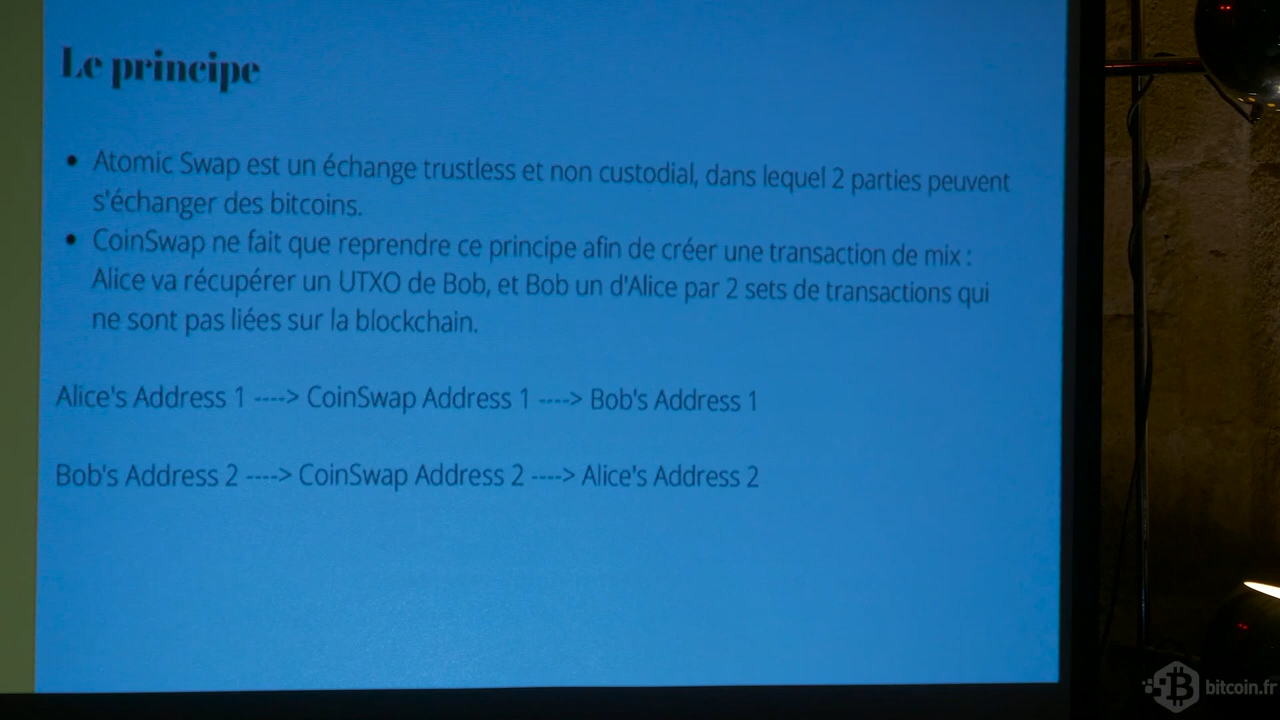 Le principe
• Atomic Swap est un échange trustless et non custodial, dans lequel 2 parties peuvent
s'échanger des bitcoins.
• CoinSwap ne fait que reprendre ce principe afin de créer une transaction de mix :
Alice va récupérer un UTXO de Bob, et Bob un d'Alice par 2 sets de transactions qui
ne sont pas liées sur la blockchain.
Alice's Address 1 ----> CoinSwap Address 1 ----> Bob's Address 1
Bob's Address 2 ----> CoinSwap Address 2 ----> Alice's Address 2
bitcoin.fr